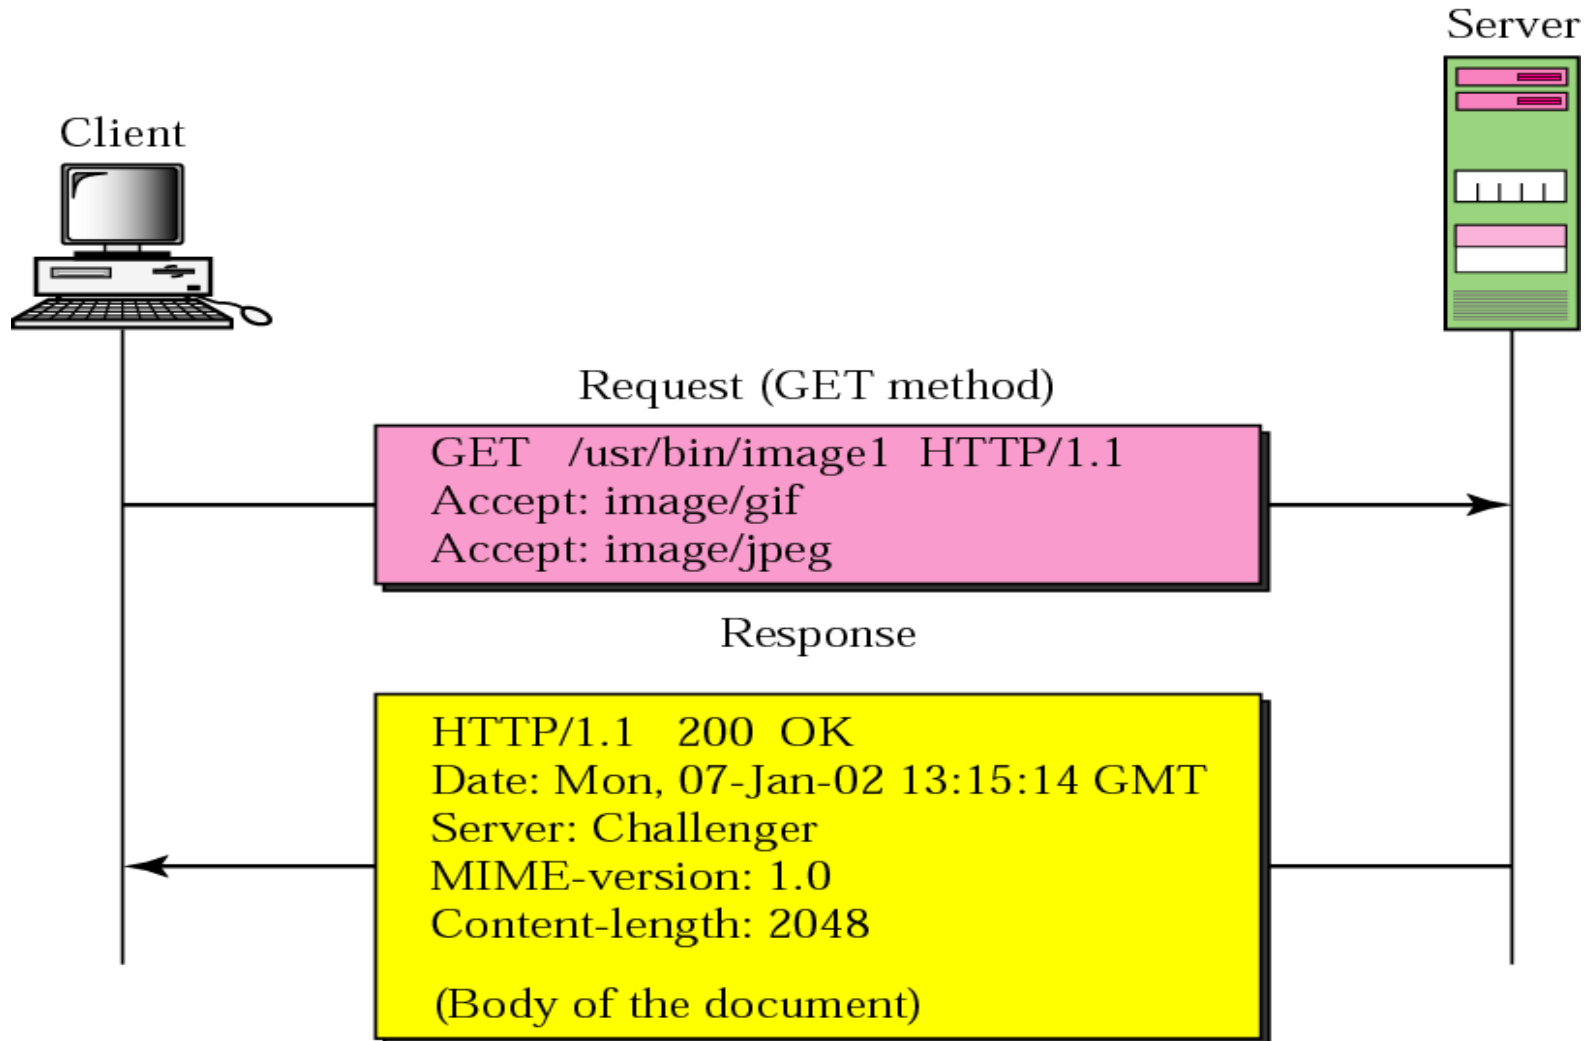 Server
Client
Request (GET method)
GET /usr/bin/image1 HTTP/1.1
Accept: image/gif
Accept: image/jpeg
Response
HTTP/1.1 200 OK
Date: Mon, 07-Jan-02 13:15:14 GMT
Server: Challenger
MIME-version: 1.0
Content-length: 2048
(Body of the document)